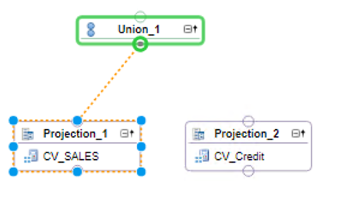 Union_1
Projection_1
CV_SALES
Projection_2
CV_Credit